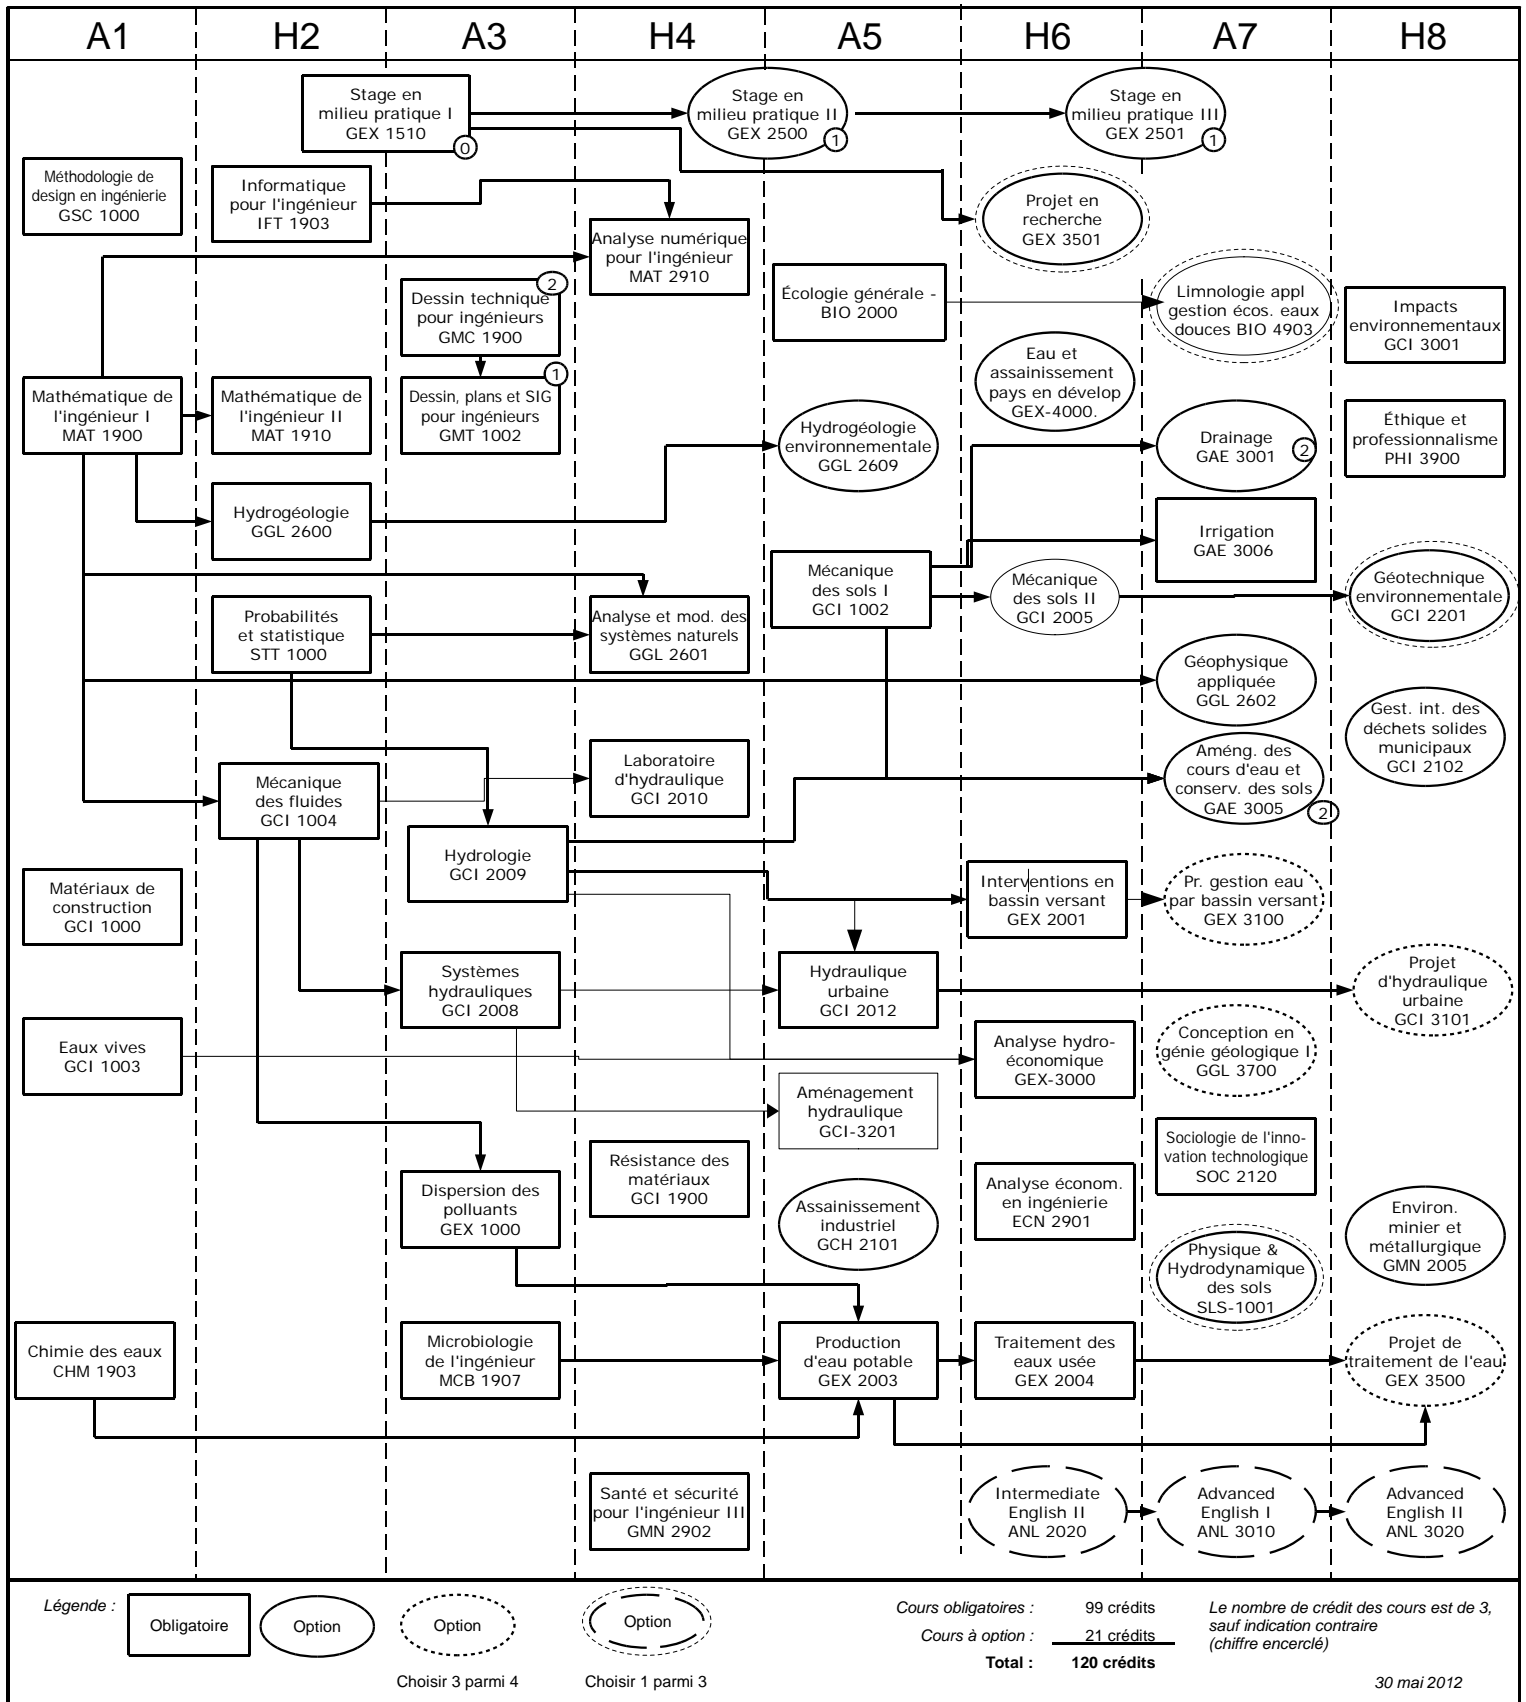 A1
H2
A3
H4
A5
H6
A7
H8
Stage en
milieu pratique I
GEX 1510
0
Stage en
milieu pratique II
GEX 2500
1
Stage en
milieu pratique III
GEX 2501
1
Méthodologie de
design en ingénierie
GSC 1000
Informatique
pour l'ingénieur
IFT 1903
Projet en
recherche
GEX 3501
Analyse numérique
pour l'ingénieur
MAT 2910
2
Dessin technique
pour ingénieurs
GMC 1900
Écologie générale -
BIO 2000
Limnologie appl
gestion écos. eaux
douces BIO 4903
Impacts
environnementaux
GCI 3001
Eau et
assainissement
pays en dévelop
GEX-4000.
Mathématique de
l'ingénieur I
MAT 1900
Mathématique de
l'ingénieur II
MAT 1910
1
Dessin, plans et SIG
pour ingénieurs
GMT 1002
Hydrogéologie
environnementale
GGL 2609
Drainage
GAE 3001
2
Éthique et
professionnalisme
PHI 3900
Hydrogéologie
GGL 2600
Irrigation
GAE 3006
Mécanique
des sols I
GCI 1002
Mécanique
des sols II
GCI 2005
Géotechnique
environnementale
GCI 2201
Probabilités
et statistique
STT 1000
Analyse et mod. des
systèmes naturels
GGL 2601
Géophysique
appliquée
GGL 2602
Gest. int. des
déchets solides
municipaux
GCI 2102
Mécanique
des fluides
GCI 1004
Laboratoire
d'hydraulique
GCI 2010
Améng. des
cours d'eau et
conserv. des sols
GAE 3005
2
Hydrologie
GCI 2009
Matériaux de
construction
GCI 1000
Interventions en
bassin versant
GEX 2001
Pr. gestion eau
par bassin versant
GEX 3100
Systèmes
hydrauliques
GCI 2008
Hydraulique
urbaine
GCI 2012
Projet
d'hydraulique
urbaine
GCI 3101
Eaux vives
GCI 1003
Analyse hydro-
économique
GEX-3000
Conception en
génie géologique I
GGL 3700
Aménagement
hydraulique
GCI-3201
Résistance des
matériaux
GCI 1900
Sociologie de l'inno-
vation technologique
SOC 2120
Dispersion des
polluants
GEX 1000
Assainissement
industriel
GCH 2101
Analyse économ.
en ingénierie
ECN 2901
Environ.
minier et
métallurgique
GMN 2005
Physique &
Hydrodynamique
des sols
SLS-1001
Chimie des eaux
CHM 1903
Microbiologie
de l'ingénieur
MCB 1907
Production
d'eau potable
GEX 2003
Traitement des
eaux usée
GEX 2004
Projet de
traitement de l'eau
GEX 3500
Santé et sécurité
pour l'ingénieur III
GMN 2902
Intermediate
English II
ANL 2020
Advanced
English I
ANL 3010
Advanced
English II
ANL 3020
Légende :
Obligatoire
Option
Option
Choisir 3 parmi 4
Option
Choisir 1 parmi 3
Cours obligatoires : 99 crédits
Cours à option : 21 crédits
Total : 120 crédits
Le nombre de crédit des cours est de 3,
sauf indication contraire
(chiffre encerclé)
30 mai 2012